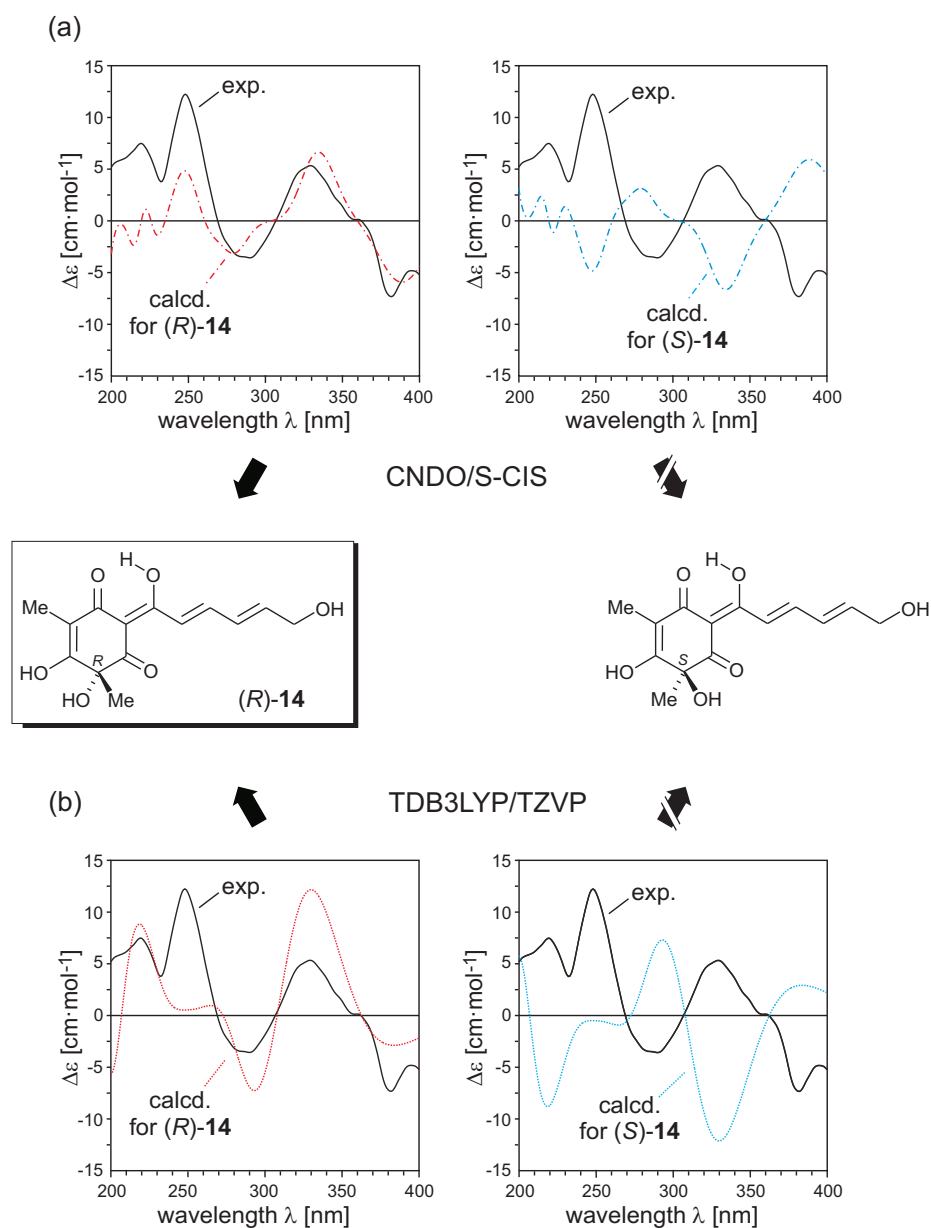 (a)
15
10
5
0
-5
-10
-15
Δε [cm·mol-1]
exp.
calcd.
for (R)-14
200 250 300 350 400
wavelength λ [nm]
15
10
5
0
-5
-10
-15
Δε [cm·mol-1]
exp.
calcd.
for (S)-14
200 250 300 350 400
wavelength λ [nm]
CNDO/S-CIS
H
O
O
Me
OH
R
O
HO
HO
Me
(R)-14
H
O
O
Me
OH
S
O
HO
Me
OH
(b)
TDB3LYP/TZVP
15
10
5
0
-5
-10
-15
Δε [cm·mol-1]
exp.
calcd.
for (R)-14
200 250 300 350 400
wavelength λ [nm]
15
10
5
0
-5
-10
-15
Δε [cm·mol-1]
exp.
calcd.
for (S)-14
200 250 300 350 400
wavelength λ [nm]